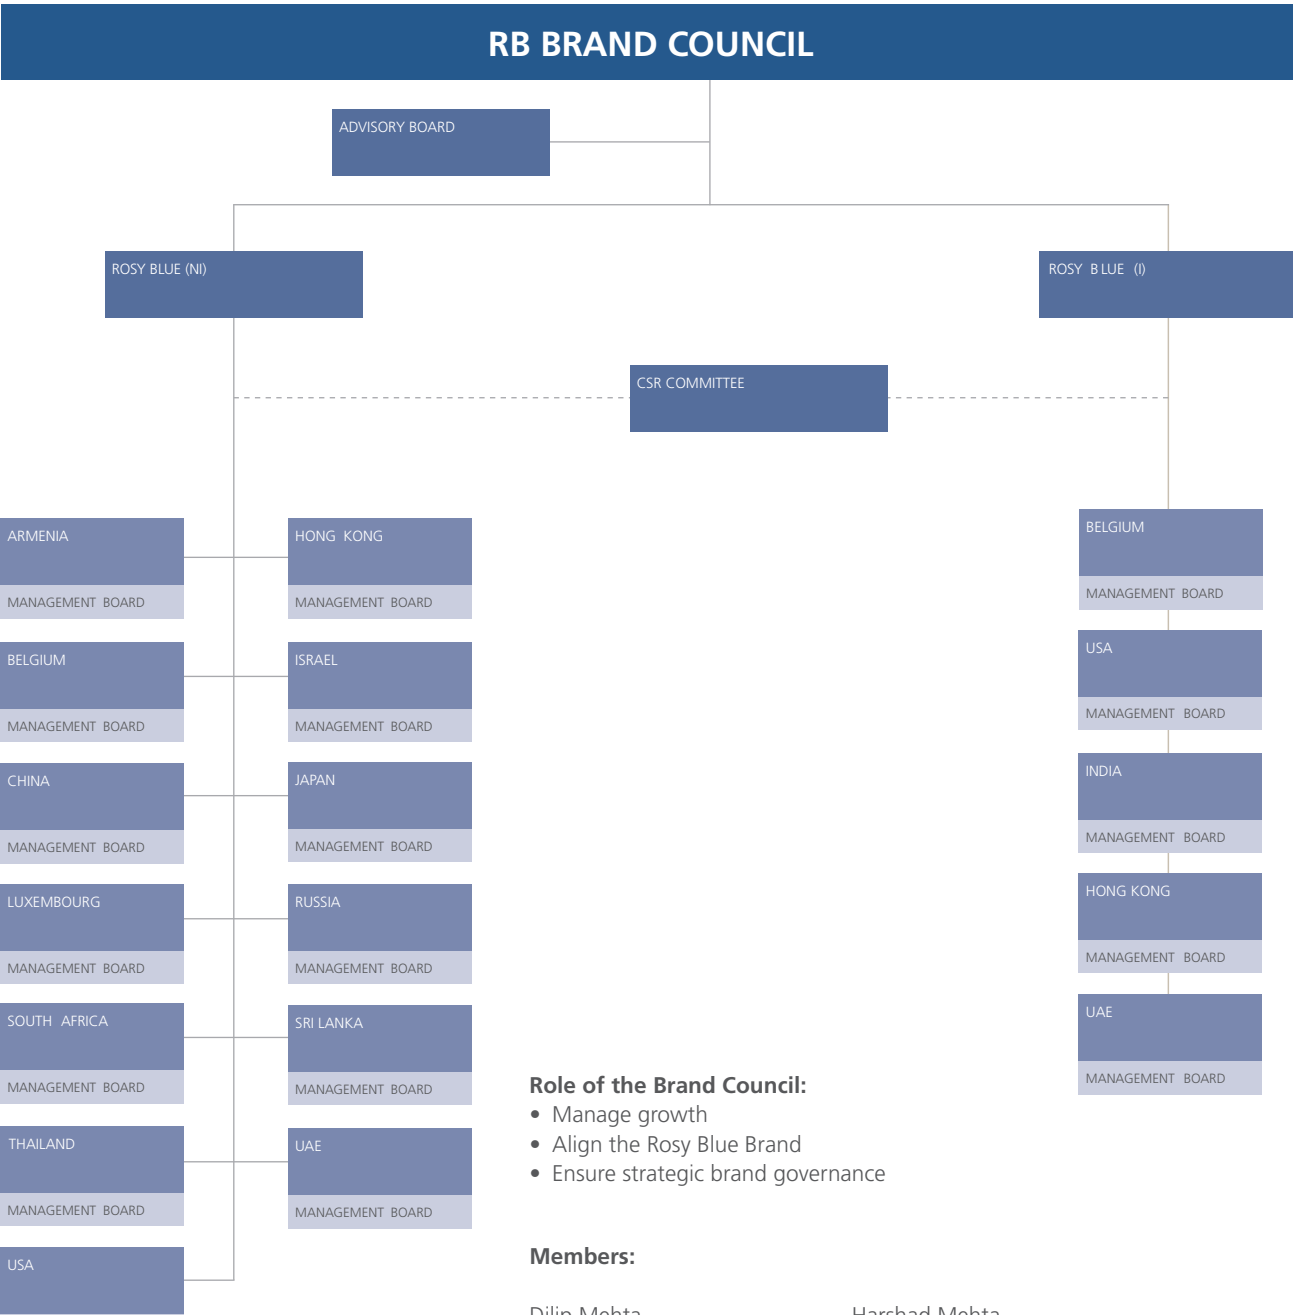 RB BRAND COUNCIL
ADVISORY BOARD
ROSY BLUE (NI)
ROSY BLUE (I)
CSR COMMITTEE
ARMENIA
MANAGEMENT BOARD
HONG KONG
MANAGEMENT BOARD
BELGIUM
MANAGEMENT BOARD
ISRAEL
MANAGEMENT BOARD
CHINA
MANAGEMENT BOARD
JAPAN
MANAGEMENT BOARD
LUXEMBOURG
MANAGEMENT BOARD
RUSSIA
MANAGEMENT BOARD
SOUTH AFRICA
MANAGEMENT BOARD
SRI LANKA
MANAGEMENT BOARD
THAILAND
MANAGEMENT BOARD
UAE
MANAGEMENT BOARD
USA
BELGIUM
MANAGEMENT BOARD
USA
MANAGEMENT BOARD
INDIA
MANAGEMENT BOARD
HONG KONG
MANAGEMENT BOARD
UAE
MANAGEMENT BOARD
Role of the Brand Council:
• Manage growth
• Align the Rosy Blue Brand
• Ensure strategic brand governance
Members:
Dilip Mehta
Harshad Mehta